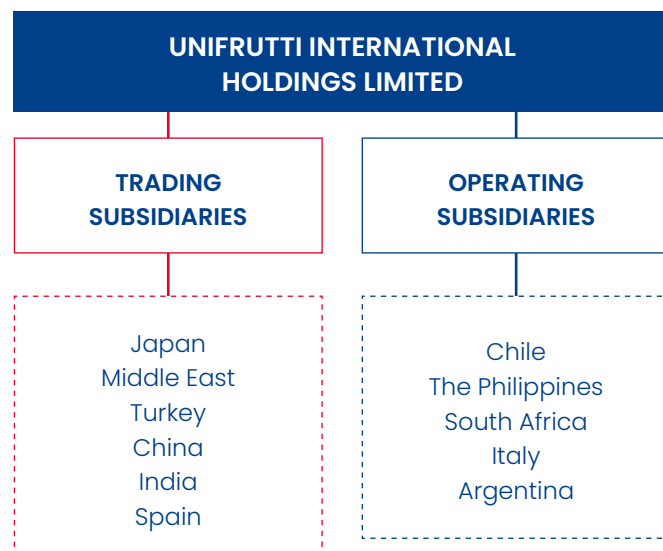 UNIFRUTTI INTERNATIONAL
HOLDINGS LIMITED
TRADING
SUBSIDIARIES
Japan
Middle East
Turkey
China
India
Spain
OPERATING
SUBSIDIARIES
Chile
The Philippines
South Africa
Italy
Argentina